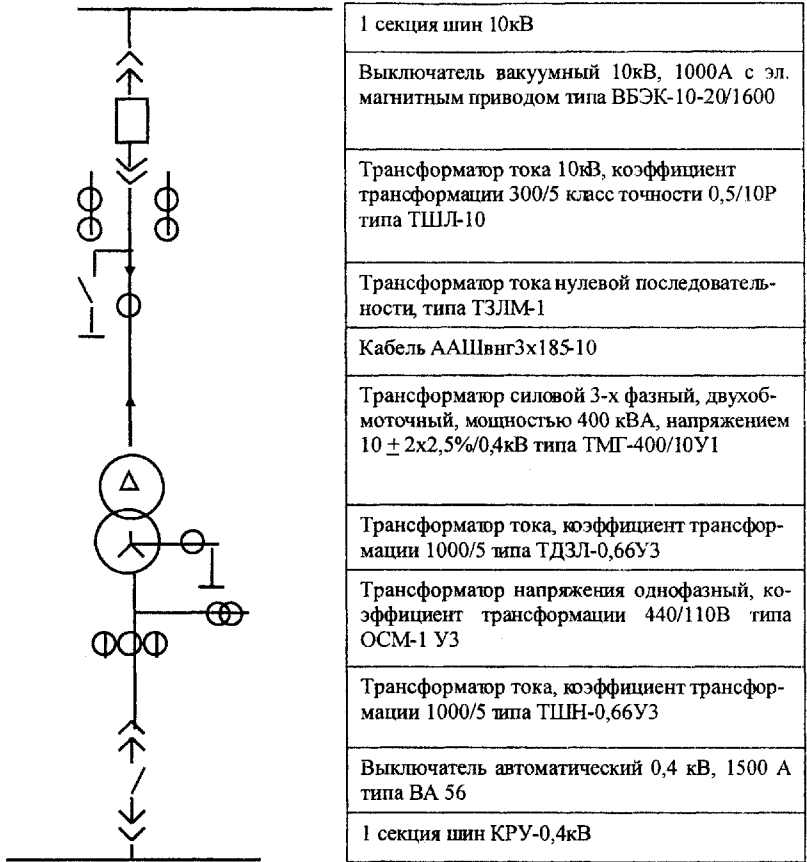 1 секция шин 10кВ
Выключатель вакуумный 10кВ, 1000А с эл.
магнитным приводом типа ВБЭК-10-20/1600
Трансформатор тока 10кВ, коэффициент
трансформации 300/5 класс точности 0,5/10Р
типа ТШЛ-10
Трансформатор тока нулевой последователь-
ности, типа ТЗЛМ-1
Кабель ААШвнг3х185-10
Трансформатор силовой 3-х фазный, двухоб-
моточный, мощностью 400 кВА, напряжением
10 ± 2х2,5%/0,4кВ типа ТМГ-400/10У1
Трансформатор тока, коэффициент трансфор-
мации 1000/5 типа ТДЗЛ-0,66У3
Трансформатор напряжения однофазный, ко-
эффициент трансформации 440/110В типа
ОСМ-1 У3
Трансформатор тока, коэффициент трансфор-
мации 1000/5 типа ТШН-0,66У3
Выключатель автоматический 0,4 кВ, 1500 А
типа ВА 56
1 секция шин КРУ-0,4кВ